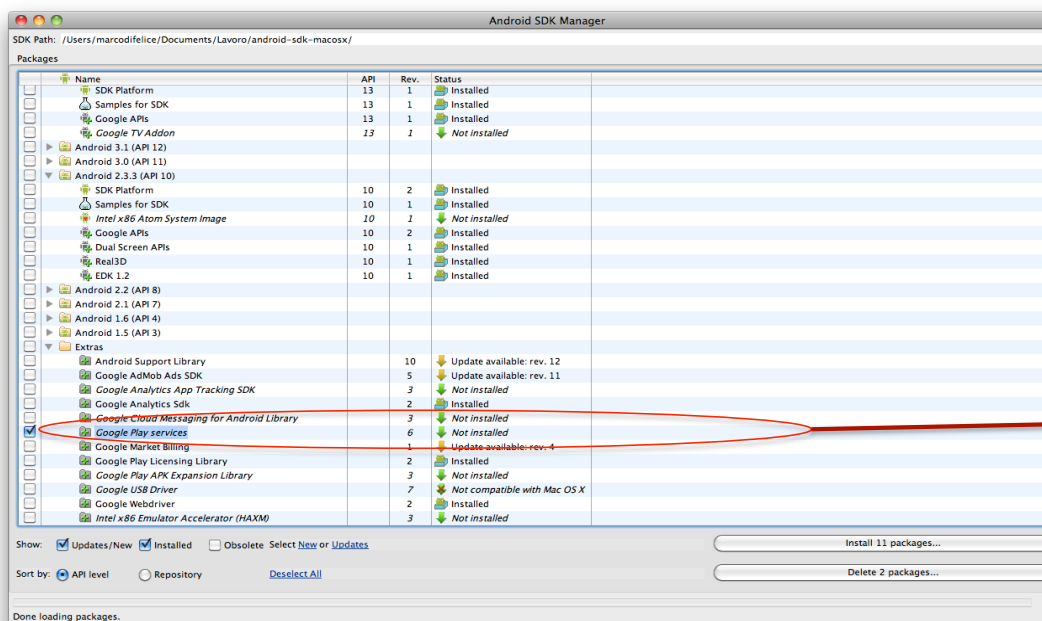 Android SDK Manager
SDK Path: /Users/marcodifelice/Documents/Lavoro/android-sdk-macosx/
Packages
Name API Rev. Status
SDK Platform 13 1 Installed
Samples for SDK 13 1 Installed
Google APIs 13 1 Installed
Google TV Addon 13 1 Not installed
Android 3.1 (API 12)
Android 3.0 (API 11)
Android 2.3.3 (API 10)
SDK Platform 10 2 Installed
Samples for SDK 10 1 Installed
Intel x86 Atom System Image 10 1 Not installed
Google APIs 10 2 Installed
Dual Screen APIs 10 1 Installed
Real3D 10 1 Installed
EDK 1.2 10 1 Installed
Android 2.2 (API 8)
Android 2.1 (API 7)
Android 1.6 (API 4)
Android 1.5 (API 3)
Extras
Android Support Library 10 Update available: rev. 12
Google AdMob Ads SDK 5 Update available: rev. 11
Google Analytics App Tracking SDK 3 Not installed
Google Analytics Sdk 2 Installed
Google Cloud Messaging for Android Library 3 Not installed
Google Play services 6 Not installed
Google Market Billing 1 Update available: rev. 4
Google Play Licensing Library 2 Installed
Google Play APK Expansion Library 3 Not installed
Google USB Driver 7 Not compatible with Mac OS X
Google Webdriver 2 Installed
Intel x86 Emulator Accelerator (HAXM) 3 Not installed
Show: Updates/New Installed Obsolete Select New or Updates Install 11 packages...
Sort by: API level Repository Deselect All Delete 2 packages...
Done loading packages.